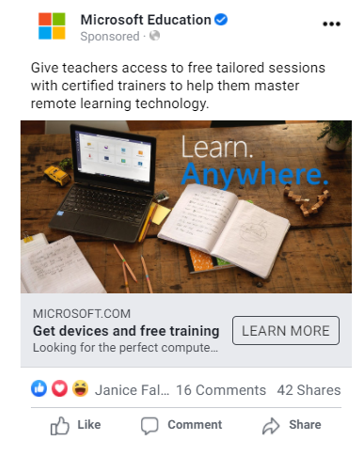 Microsoft Education
Sponsored ·
Give teachers access to free tailored sessions
with certified trainers to help them master
remote learning technology.
Learn.
Anywhere.
MICROSOFT.COM
Get devices and free training
LEARN MORE
Looking for the perfect compute...
Janice Fal... 16 Comments 42 Shares
Like Comment Share